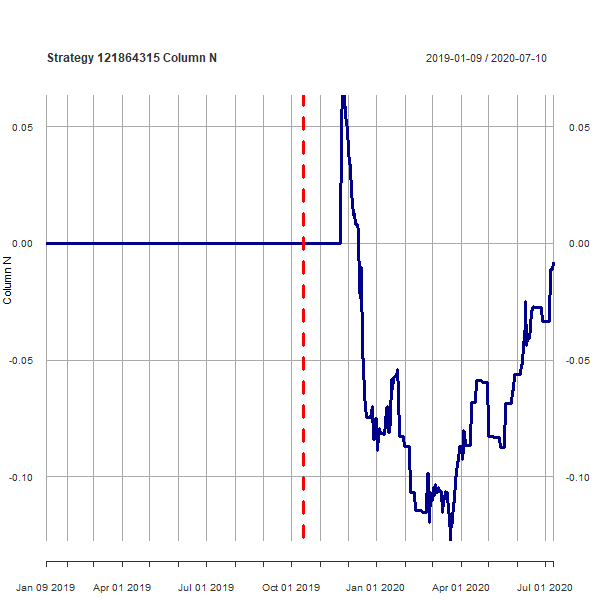 Strategy 121864315 Column N 2019-01-09 / 2020-07-10
0.05 0.05
0.00 0.00
Column N
-0.05 -0.05
-0.10 -0.10
Jan 09 2019 Apr 01 2019 Jul 01 2019 Oct 01 2019 Jan 01 2020 Apr 01 2020 Jul 01 2020